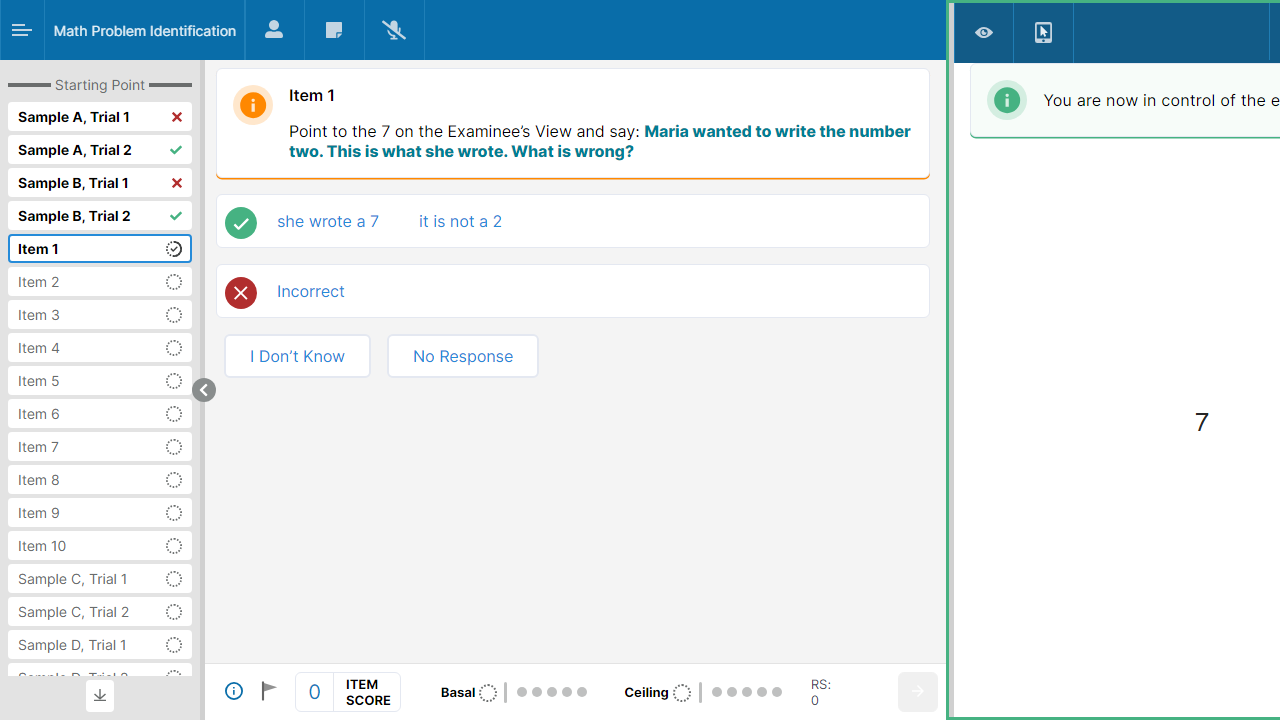 Math Problem Identification
Starting Point
Sample A, Trial 1
Sample A, Trial 2
Sample B, Trial 1
Sample B, Trial 2
Item 1
Item 2
Item 3
Item 4
Item 5
Item 6
Item 7
Item 8
Item 9
Item 10
Sample C, Trial 1
Sample C, Trial 2
Sample D, Trial 1
Item 1
Point to the 7 on the Examinee’s View and say: Maria wanted to write the number
two. This is what she wrote. What is wrong?
she wrote a 7 it is not a 2
Incorrect
I Don’t Know No Response
0 ITEM SCORE
Basal
Ceiling
RS:
0
You are now in control of the e
7